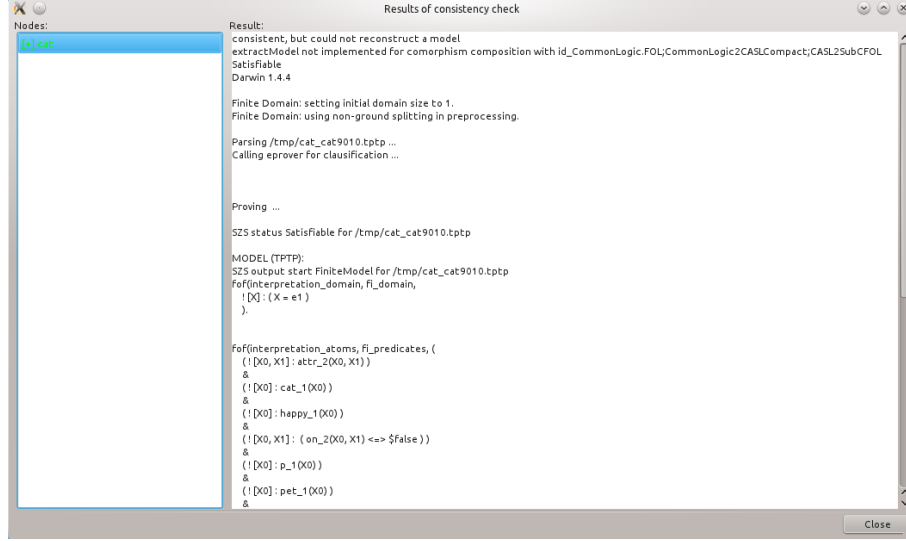 Results of consistency check
Nodes:
Result:
[+] cat
consistent, but could not reconstruct a model
extractModel not implemented for comorphism composition with id_CommonLogic.FOL;CommonLogic2CASLCompact;CASL2SubCFOL
Satisfiable
Darwin 1.4.4
Finite Domain: setting initial domain size to 1.
Finite Domain: using non-ground splitting in preprocessing.
Parsing /tmp/cat_cat9010.tptp ...
Calling eprover for clausification ...
Proving ...
SZS status Satisfiable for /tmp/cat_cat9010.tptp
MODEL (TPTP):
SZS output start FiniteModel for /tmp/cat_cat9010.tptp
fof(interpretation_domain, fi_domain,
! [X] : ( X = e1 )
).
fof(interpretation_atoms, fi_predicates, (
( ! [X0, X1] : attr_2(X0, X1) )
&
( ! [X0] : cat_1(X0) )
&
( ! [X0] : happy_1(X0) )
&
( ! [X0, X1] : ( on_2(X0, X1) <=> $false ) )
&
( ! [X0] : p_1(X0) )
&
( ! [X0] : pet_1(X0) )
&
Close